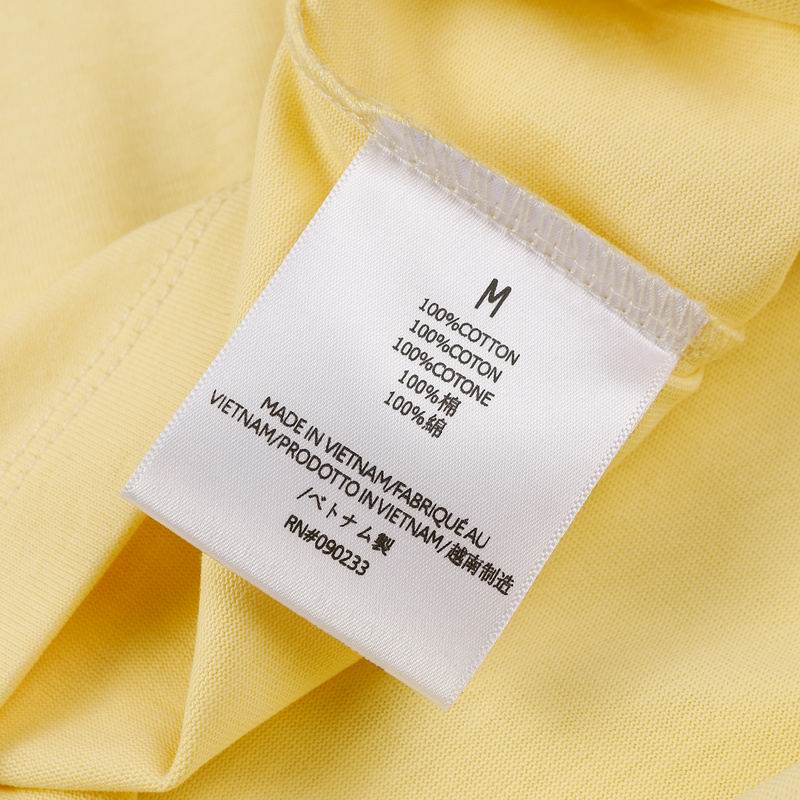 M
100%COTTON
100%COTON
100%COTONE
100%棉
100%綿
MADE IN VIETNAM/FABRIQUÉ AU
VIETNAM/PRODOTTO IN VIETNAM/越南制造
/ベトナム製
RN#090233